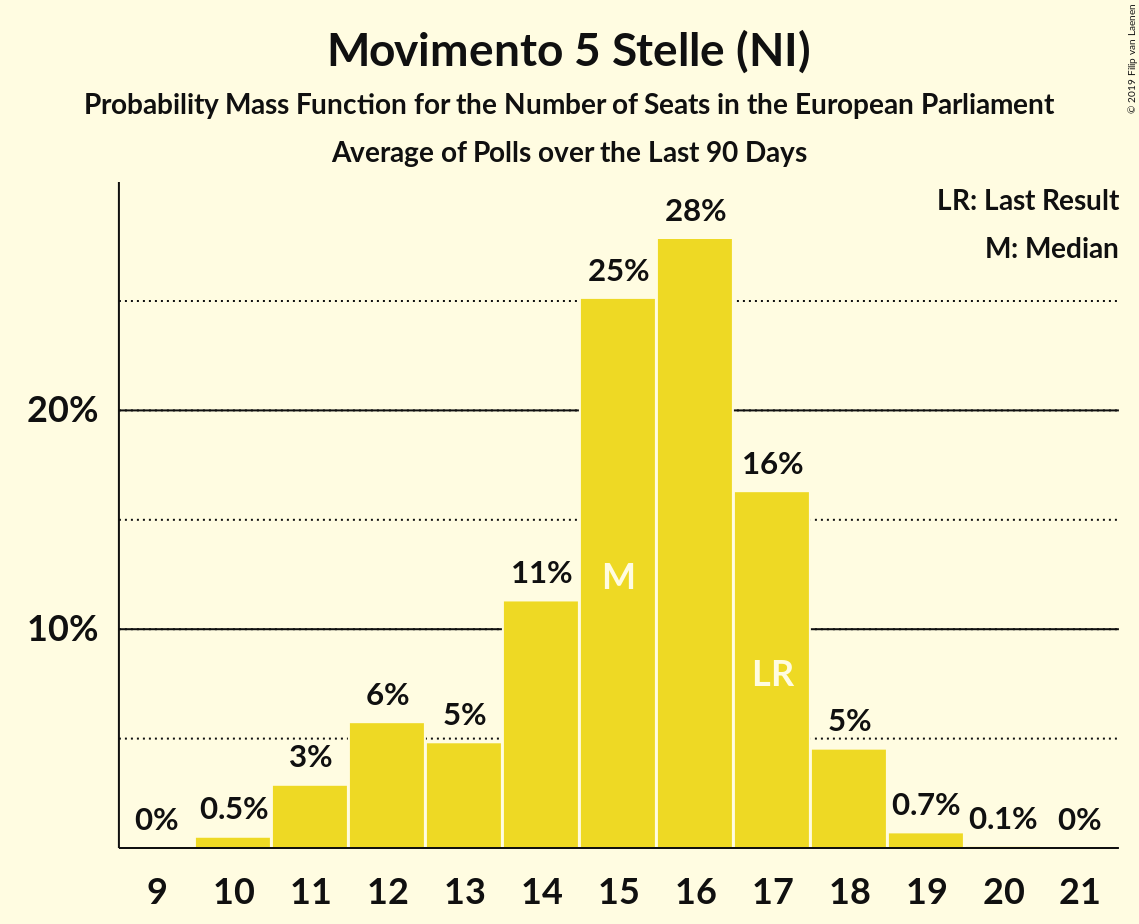 Movimento 5 Stelle (NI)
Probability Mass Function for the Number of Seats in the European Parliament
Average of Polls over the Last 90 Days
© 2019 Filip van Laenen
LR: Last Result
M: Median
28%
25%
20%
16%
11%
M
10%
LR
6%
5%
5%
3%
0%
0.5%
0.7%
0.1%
0%
9 10 11 12 13 14 15 16 17 18 19 20 21